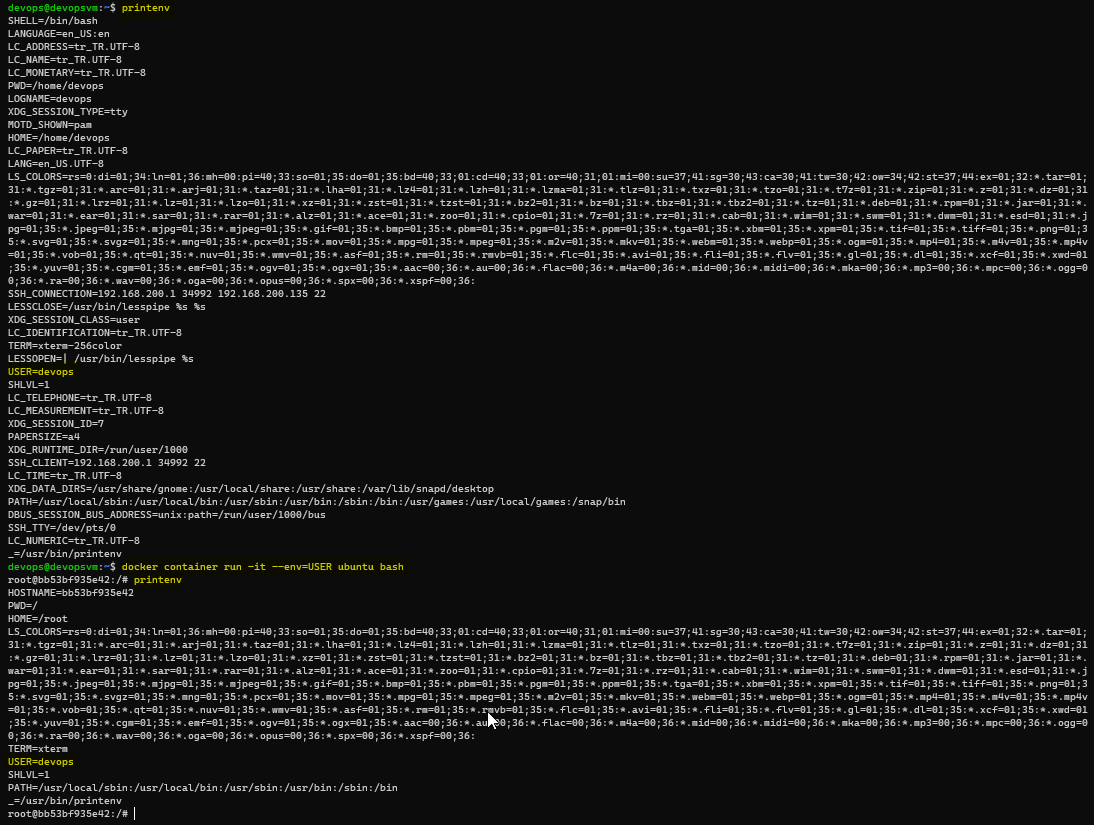 devops@devopsvm:~$ printenv
SHELL=/bin/bash
LANGUAGE=en_US:en
LC_ADDRESS=tr_TR.UTF-8
LC_NAME=tr_TR.UTF-8
LC_MONETARY=tr_TR.UTF-8
PWD=/home/devops
LOGNAME=devops
XDG_SESSION_TYPE=tty
MOTD_SHOWN=pam
HOME=/home/devops
LC_PAPER=tr_TR.UTF-8
LANG=en_US.UTF-8
LS_COLORS=rs=0:di=01;34:ln=01;36:mh=00:pi=40;33:so=01;35:do=01;35:bd=40;33;01:cd=40;33;01:or=40;31;01:mi=00:su=37;41:sg=30;43:ca=30;41:tw=30;42:ow=34;42:st=37;44:ex=01;32:*.tar=01;
31:*.tgz=01;31:*.arc=01;31:*.arj=01;31:*.taz=01;31:*.lha=01;31:*.lz4=01;31:*.lzh=01;31:*.lzma=01;31:*.tlz=01;31:*.txz=01;31:*.tzo=01;31:*.t7z=01;31:*.zip=01;31:*.z=01;31:*.dz=01;31
:*.gz=01;31:*.lrz=01;31:*.lz=01;31:*.lzo=01;31:*.xz=01;31:*.zst=01;31:*.tzst=01;31:*.bz2=01;31:*.bz=01;31:*.tbz=01;31:*.tbz2=01;31:*.tz=01;31:*.deb=01;31:*.rpm=01;31:*.jar=01;31:*.
war=01;31:*.ear=01;31:*.sar=01;31:*.rar=01;31:*.alz=01;31:*.ace=01;31:*.zoo=01;31:*.cpio=01;31:*.7z=01;31:*.rz=01;31:*.cab=01;31:*.wim=01;31:*.swm=01;31:*.dwm=01;31:*.esd=01;31:*.j
pg=01;35:*.jpeg=01;35:*.mjpg=01;35:*.mjpeg=01;35:*.gif=01;35:*.bmp=01;35:*.pbm=01;35:*.pgm=01;35:*.ppm=01;35:*.tga=01;35:*.xbm=01;35:*.xpm=01;35:*.tif=01;35:*.tiff=01;35:*.png=01;3
5:*.svg=01;35:*.svgz=01;35:*.mng=01;35:*.pcx=01;35:*.mov=01;35:*.mpg=01;35:*.mpeg=01;35:*.m2v=01;35:*.mkv=01;35:*.webm=01;35:*.webp=01;35:*.ogm=01;35:*.mp4=01;35:*.m4v=01;35:*.mp4v
=01;35:*.vob=01;35:*.qt=01;35:*.nuv=01;35:*.wmv=01;35:*.asf=01;35:*.rm=01;35:*.rmvb=01;35:*.flc=01;35:*.avi=01;35:*.fli=01;35:*.flv=01;35:*.gl=01;35:*.dl=01;35:*.xcf=01;35:*.xwd=01
;35:*.yuv=01;35:*.cgm=01;35:*.emf=01;35:*.ogv=01;35:*.ogx=01;35:*.aac=00;36:*.au=00;36:*.flac=00;36:*.m4a=00;36:*.mid=00;36:*.midi=00;36:*.mka=00;36:*.mp3=00;36:*.mpc=00;36:*.ogg=0
0;36:*.ra=00;36:*.wav=00;36:*.oga=00;36:*.opus=00;36:*.spx=00;36:*.xspf=00;36:
SSH_CONNECTION=192.168.200.1 34992 192.168.200.135 22
LESSCLOSE=/usr/bin/lesspipe %s %s
XDG_SESSION_CLASS=user
LC_IDENTIFICATION=tr_TR.UTF-8
TERM=xterm-256color
LESSOPEN=| /usr/bin/lesspipe %s
USER=devops
SHLVL=1
LC_TELEPHONE=tr_TR.UTF-8
LC_MEASUREMENT=tr_TR.UTF-8
XDG_SESSION_ID=7
PAPERSIZE=a4
XDG_RUNTIME_DIR=/run/user/1000
SSH_CLIENT=192.168.200.1 34992 22
LC_TIME=tr_TR.UTF-8
XDG_DATA_DIRS=/usr/share/gnome:/usr/local/share:/usr/share:/var/lib/snapd/desktop
PATH=/usr/local/sbin:/usr/local/bin:/usr/sbin:/usr/bin:/sbin:/bin:/usr/games:/usr/local/games:/snap/bin
DBUS_SESSION_BUS_ADDRESS=unix:path=/run/user/1000/bus
SSH_TTY=/dev/pts/0
LC_NUMERIC=tr_TR.UTF-8
_=/usr/bin/printenv
devops@devopsvm:~$ docker container run -it --env=USER ubuntu bash
root@bb53bf935e42:/# printenv
HOSTNAME=bb53bf935e42
PWD=/
HOME=/root
LS_COLORS=rs=0:di=01;34:ln=01;36:mh=00:pi=40;33:so=01;35:do=01;35:bd=40;33;01:cd=40;33;01:or=40;31;01:mi=00:su=37;41:sg=30;43:ca=30;41:tw=30;42:ow=34;42:st=37;44:ex=01;32:*.tar=01;
31:*.tgz=01;31:*.arc=01;31:*.arj=01;31:*.taz=01;31:*.lha=01;31:*.lz4=01;31:*.lzh=01;31:*.lzma=01;31:*.tlz=01;31:*.txz=01;31:*.tzo=01;31:*.t7z=01;31:*.zip=01;31:*.z=01;31:*.dz=01;31
:*.gz=01;31:*.lrz=01;31:*.lz=01;31:*.lzo=01;31:*.xz=01;31:*.zst=01;31:*.tzst=01;31:*.bz2=01;31:*.bz=01;31:*.tbz=01;31:*.tbz2=01;31:*.tz=01;31:*.deb=01;31:*.rpm=01;31:*.jar=01;31:*.
war=01;31:*.ear=01;31:*.sar=01;31:*.rar=01;31:*.alz=01;31:*.ace=01;31:*.zoo=01;31:*.cpio=01;31:*.7z=01;31:*.rz=01;31:*.cab=01;31:*.wim=01;31:*.swm=01;31:*.dwm=01;31:*.esd=01;31:*.j
pg=01;35:*.jpeg=01;35:*.mjpg=01;35:*.mjpeg=01;35:*.gif=01;35:*.bmp=01;35:*.pbm=01;35:*.pgm=01;35:*.ppm=01;35:*.tga=01;35:*.xbm=01;35:*.xpm=01;35:*.tif=01;35:*.tiff=01;35:*.png=01;3
5:*.svg=01;35:*.svgz=01;35:*.mng=01;35:*.pcx=01;35:*.mov=01;35:*.mpg=01;35:*.mpeg=01;35:*.m2v=01;35:*.mkv=01;35:*.webm=01;35:*.webp=01;35:*.ogm=01;35:*.mp4=01;35:*.m4v=01;35:*.mp4v
=01;35:*.vob=01;35:*.qt=01;35:*.nuv=01;35:*.wmv=01;35:*.asf=01;35:*.rm=01;35:*.rmvb=01;35:*.flc=01;35:*.avi=01;35:*.fli=01;35:*.flv=01;35:*.gl=01;35:*.dl=01;35:*.xcf=01;35:*.xwd=01
;35:*.yuv=01;35:*.cgm=01;35:*.emf=01;35:*.ogv=01;35:*.ogx=01;35:*.aac=00;36:*.au=00;36:*.flac=00;36:*.m4a=00;36:*.mid=00;36:*.midi=00;36:*.mka=00;36:*.mp3=00;36:*.mpc=00;36:*.ogg=0
0;36:*.ra=00;36:*.wav=00;36:*.oga=00;36:*.opus=00;36:*.spx=00;36:*.xspf=00;36:
TERM=xterm
USER=devops
SHLVL=1
PATH=/usr/local/sbin:/usr/local/bin:/usr/sbin:/usr/bin:/sbin:/bin
_=/usr/bin/printenv
root@bb53bf935e42:/#